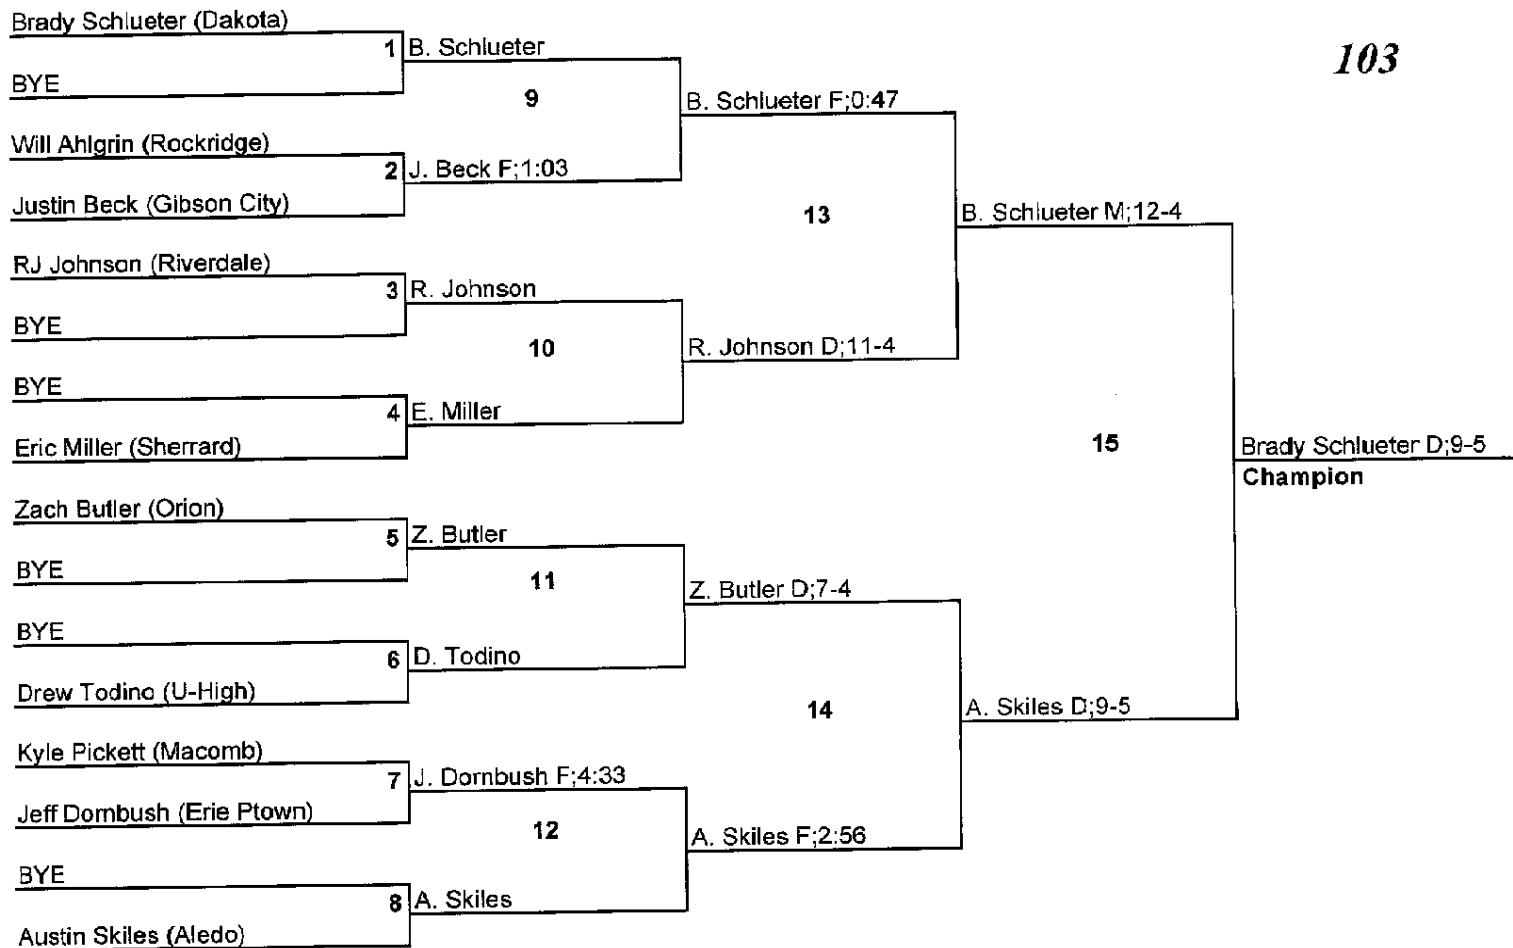 Brady Schlueter (Dakota)
1 B. Schlueter
103
BYE
9
B. Schlueter F;0:47
Will Ahlgrin (Rockridge)
2 J. Beck F;1:03
Justin Beck (Gibson City)
13
B. Schlueter M;12-4
RJ Johnson (Riverdale)
3 R. Johnson
BYE
10
R. Johnson D;11-4
BYE
4 E. Miller
Eric Miller (Sherrard)
15
Brady Schlueter D;9-5
Champion
Zach Butler (Orion)
5 Z. Butler
BYE
11
Z. Butler D;7-4
BYE
6 D. Todino
Drew Todino (U-High)
14
A. Skiles D;9-5
Kyle Pickett (Macomb)
7 J. Dornbush F;4:33
Jeff Dornbush (Erie Ptown)
12
A. Skiles F;2:56
BYE
8 A. Skiles
Austin Skiles (Aledo)